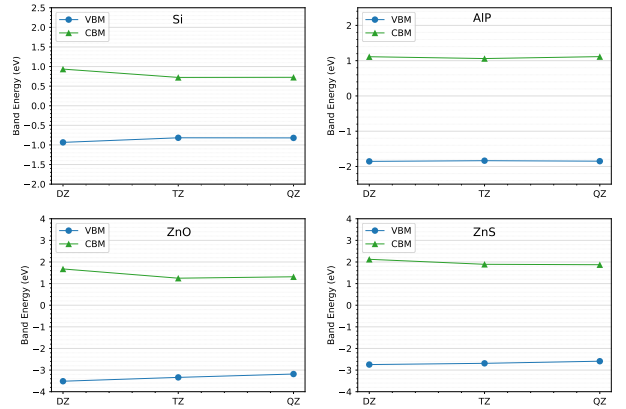 Si
VBM
CBM
Band Energy (eV)
2.5
2.0
1.5
1.0
0.5
0.0
−0.5
−1.0
−1.5
−2.0
DZ TZ QZ
AlP
VBM
CBM
Band Energy (eV)
2
1
0
−1
−2
DZ TZ QZ
ZnO
VBM
CBM
Band Energy (eV)
4
3
2
1
0
−1
−2
−3
−4
DZ TZ QZ
ZnS
VBM
CBM
Band Energy (eV)
4
3
2
1
0
−1
−2
−3
−4
DZ TZ QZ